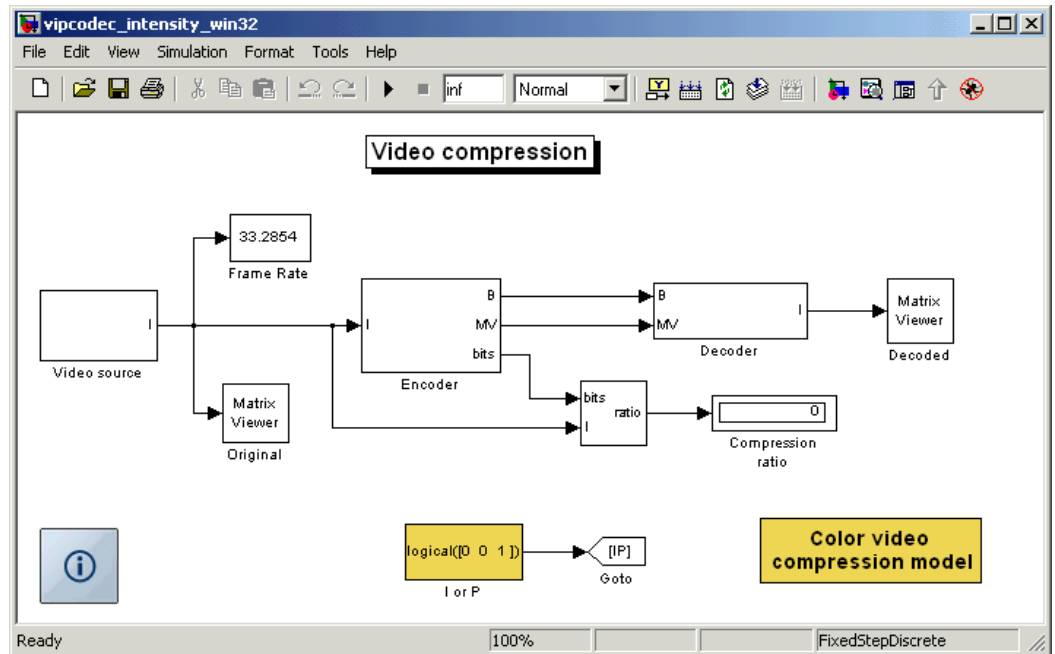 vipcodec_intensity_win32
File Edit View Simulation Format Tools Help
inf Normal
Video compression
33.2854
Frame Rate
I
Video source
Matrix
Viewer
Original
I
B
MV
bits
Encoder
B
MV
I
Decoder
Matrix
Viewer
Decoded
bits
I
ratio
0
Compression
ratio
logical([0 0 1 ])
I or P
[IP]
Goto
Color video
compression model
Ready 100% FixedStepDiscrete